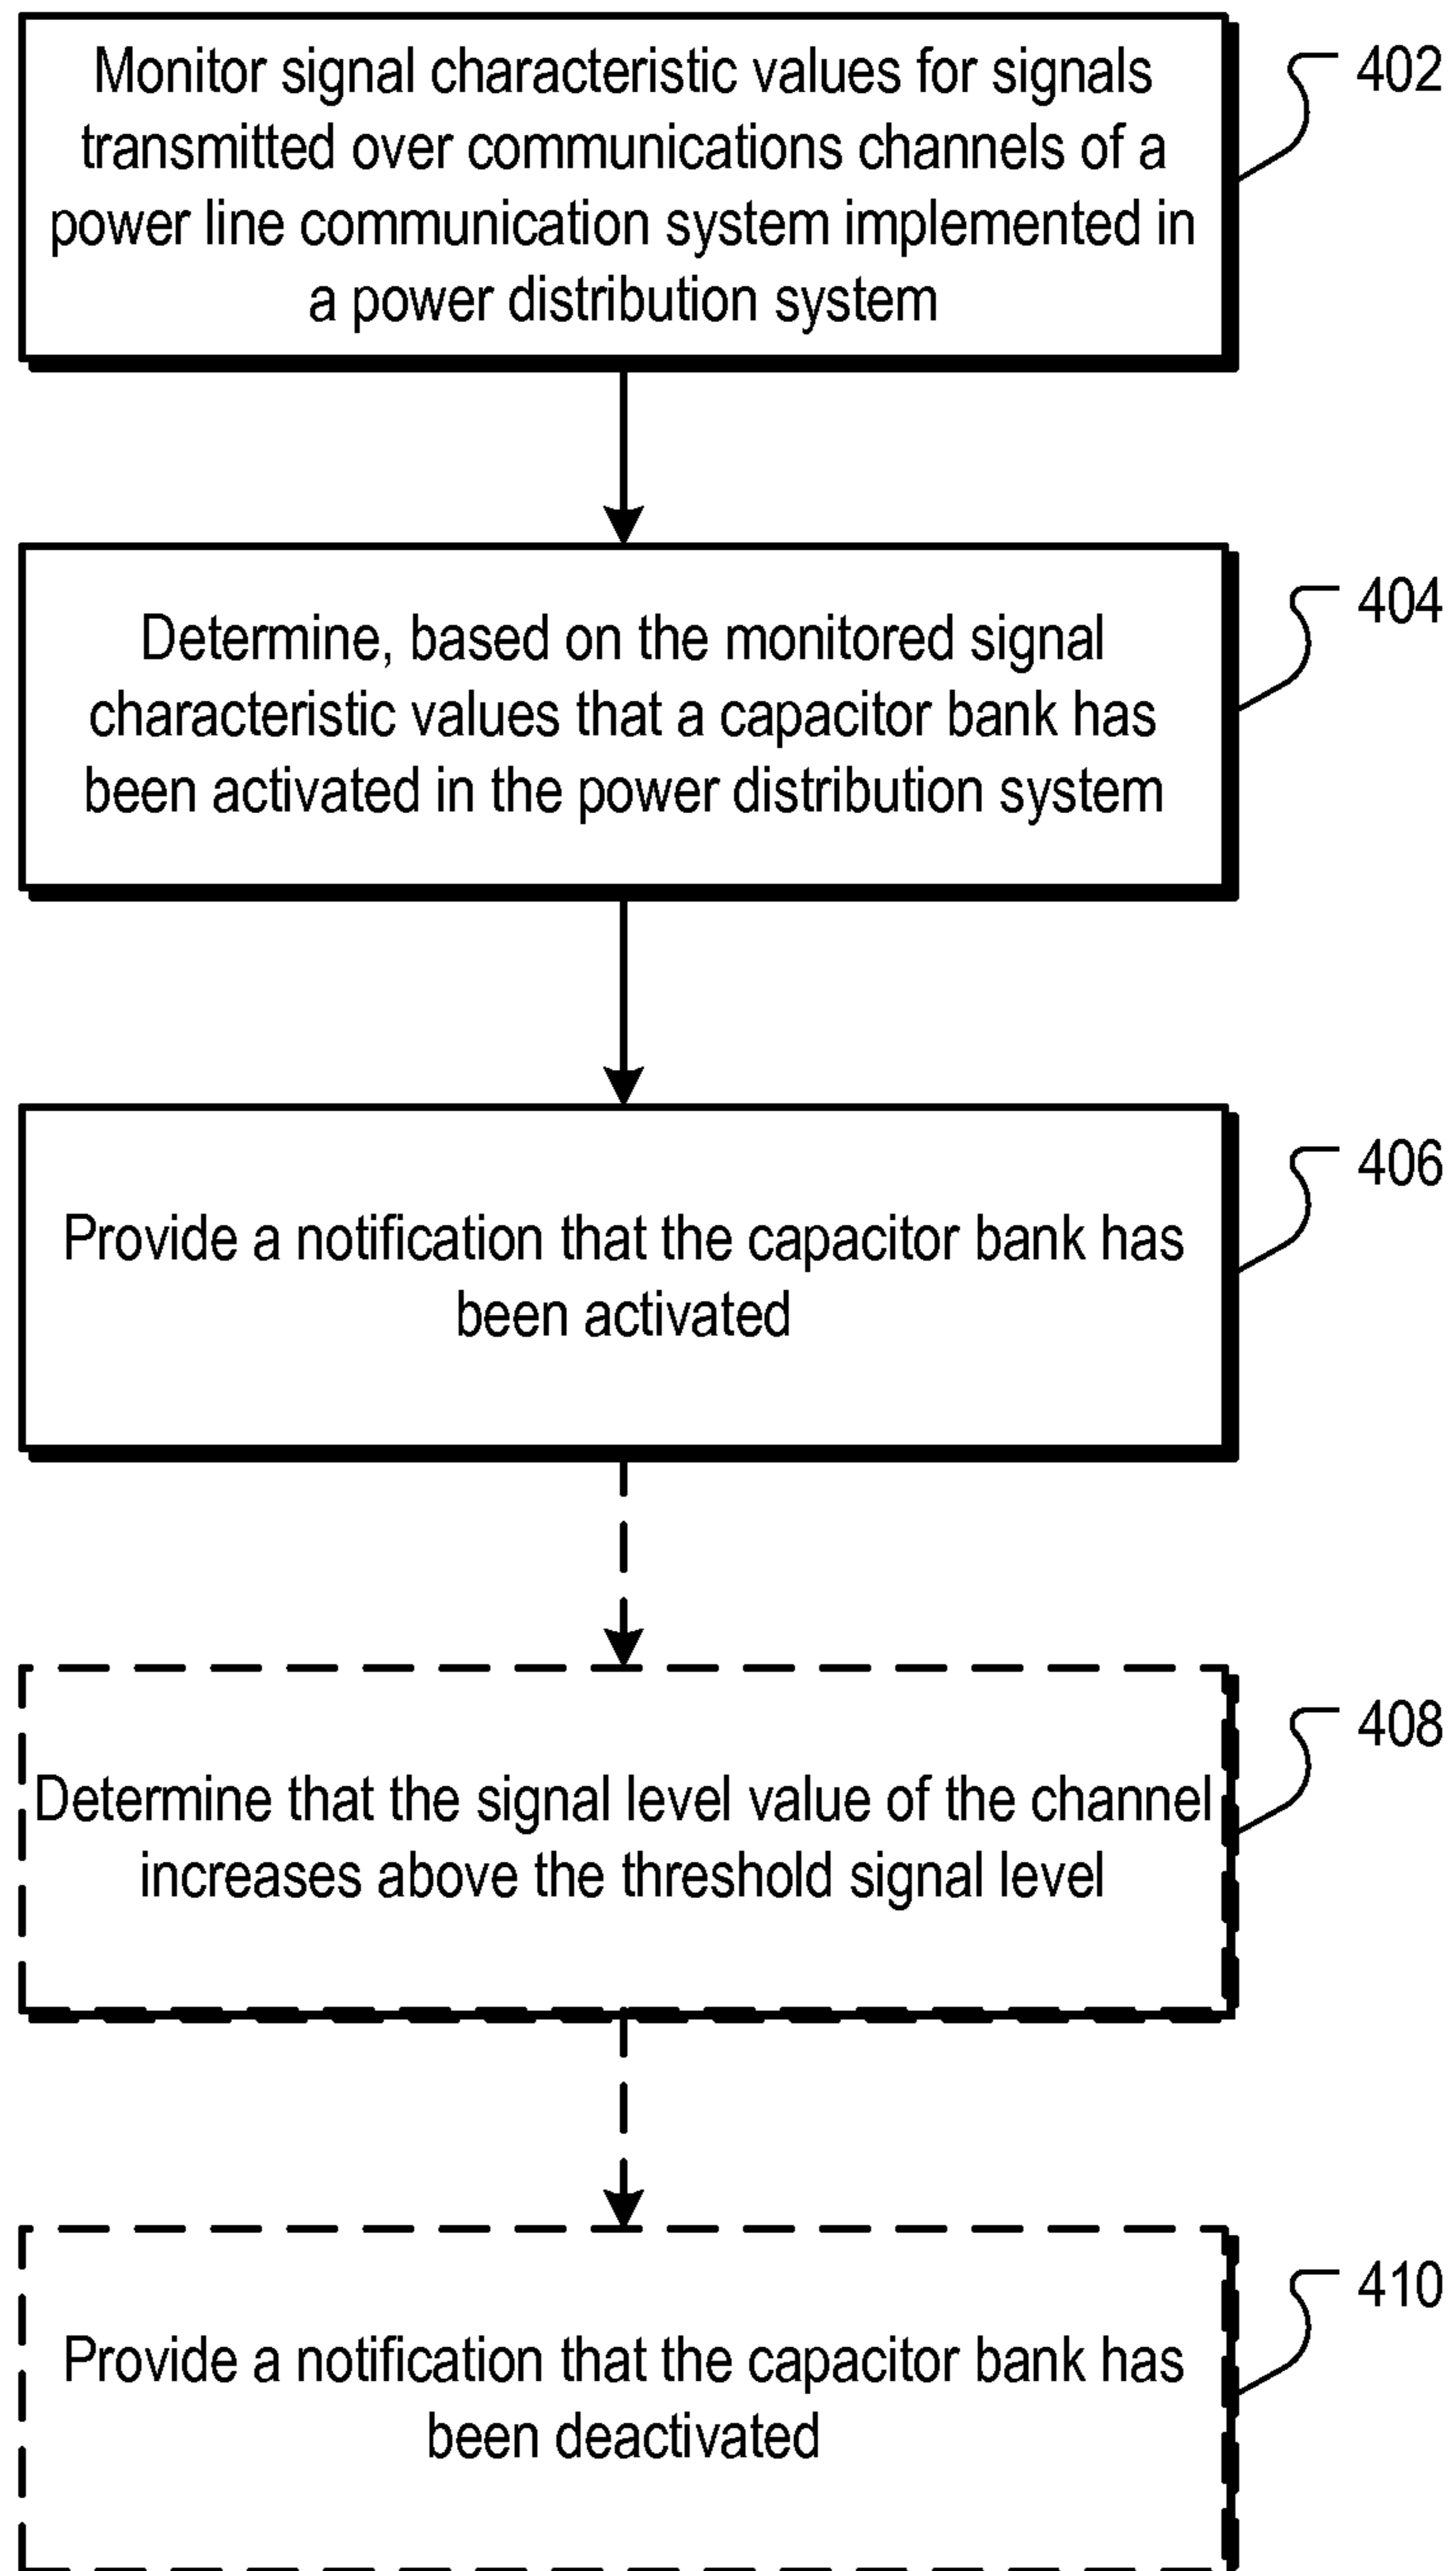 Monitor signal characteristic values for signals
transmitted over communications channels of a
power line communication system implemented in
a power distribution system
402
Determine, based on the monitored signal
characteristic values that a capacitor bank has
been activated in the power distribution system
404
Provide a notification that the capacitor bank has
been activated
406
Determine that the signal level value of the channel
increases above the threshold signal level
408
Provide a notification that the capacitor bank has
been deactivated
410